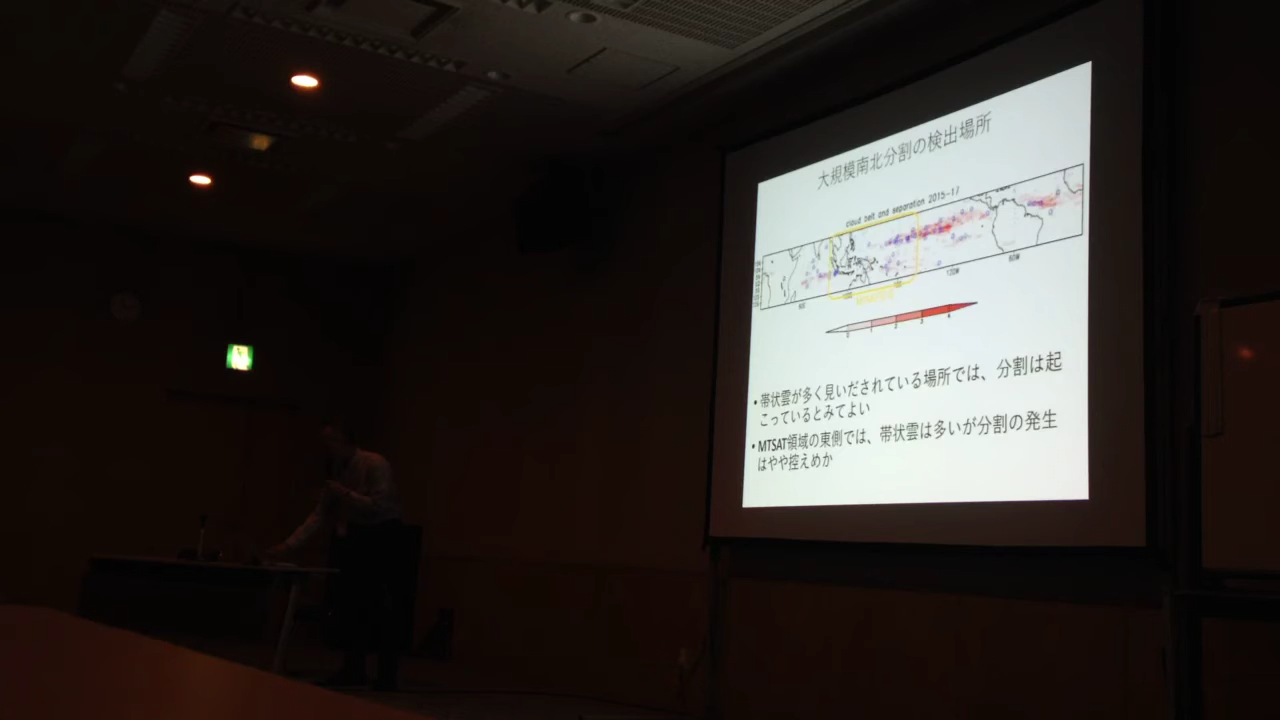 大規模南北分割の検出場所
cloud belt and separation 2015-17
120W
60W
• 帯状雲が多く見いだされている場所では、分割は起
こっているとみてよい
• MTSAT領域の東側では、帯状雲は多いが分割の発生
はやや控えめか